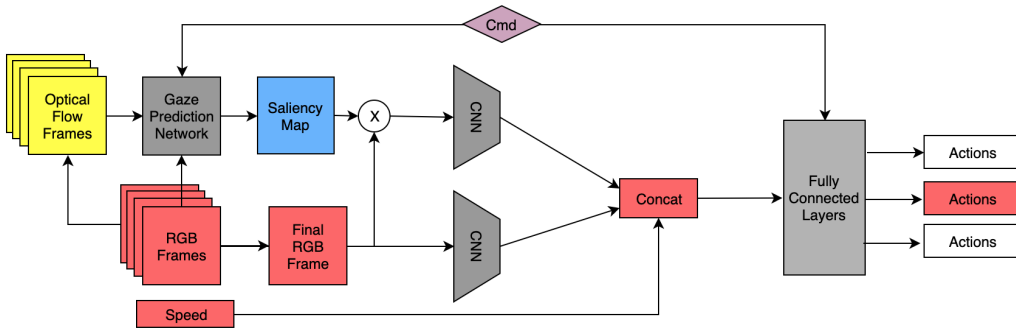 Cmd
Optical
Flow
Frames
Gaze
Prediction
Network
Saliency
Map
X
CNN
Actions
Fully
Connected
Layers
Concat
Actions
RGB
Frames
Final
RGB
Frame
CNN
Actions
Speed